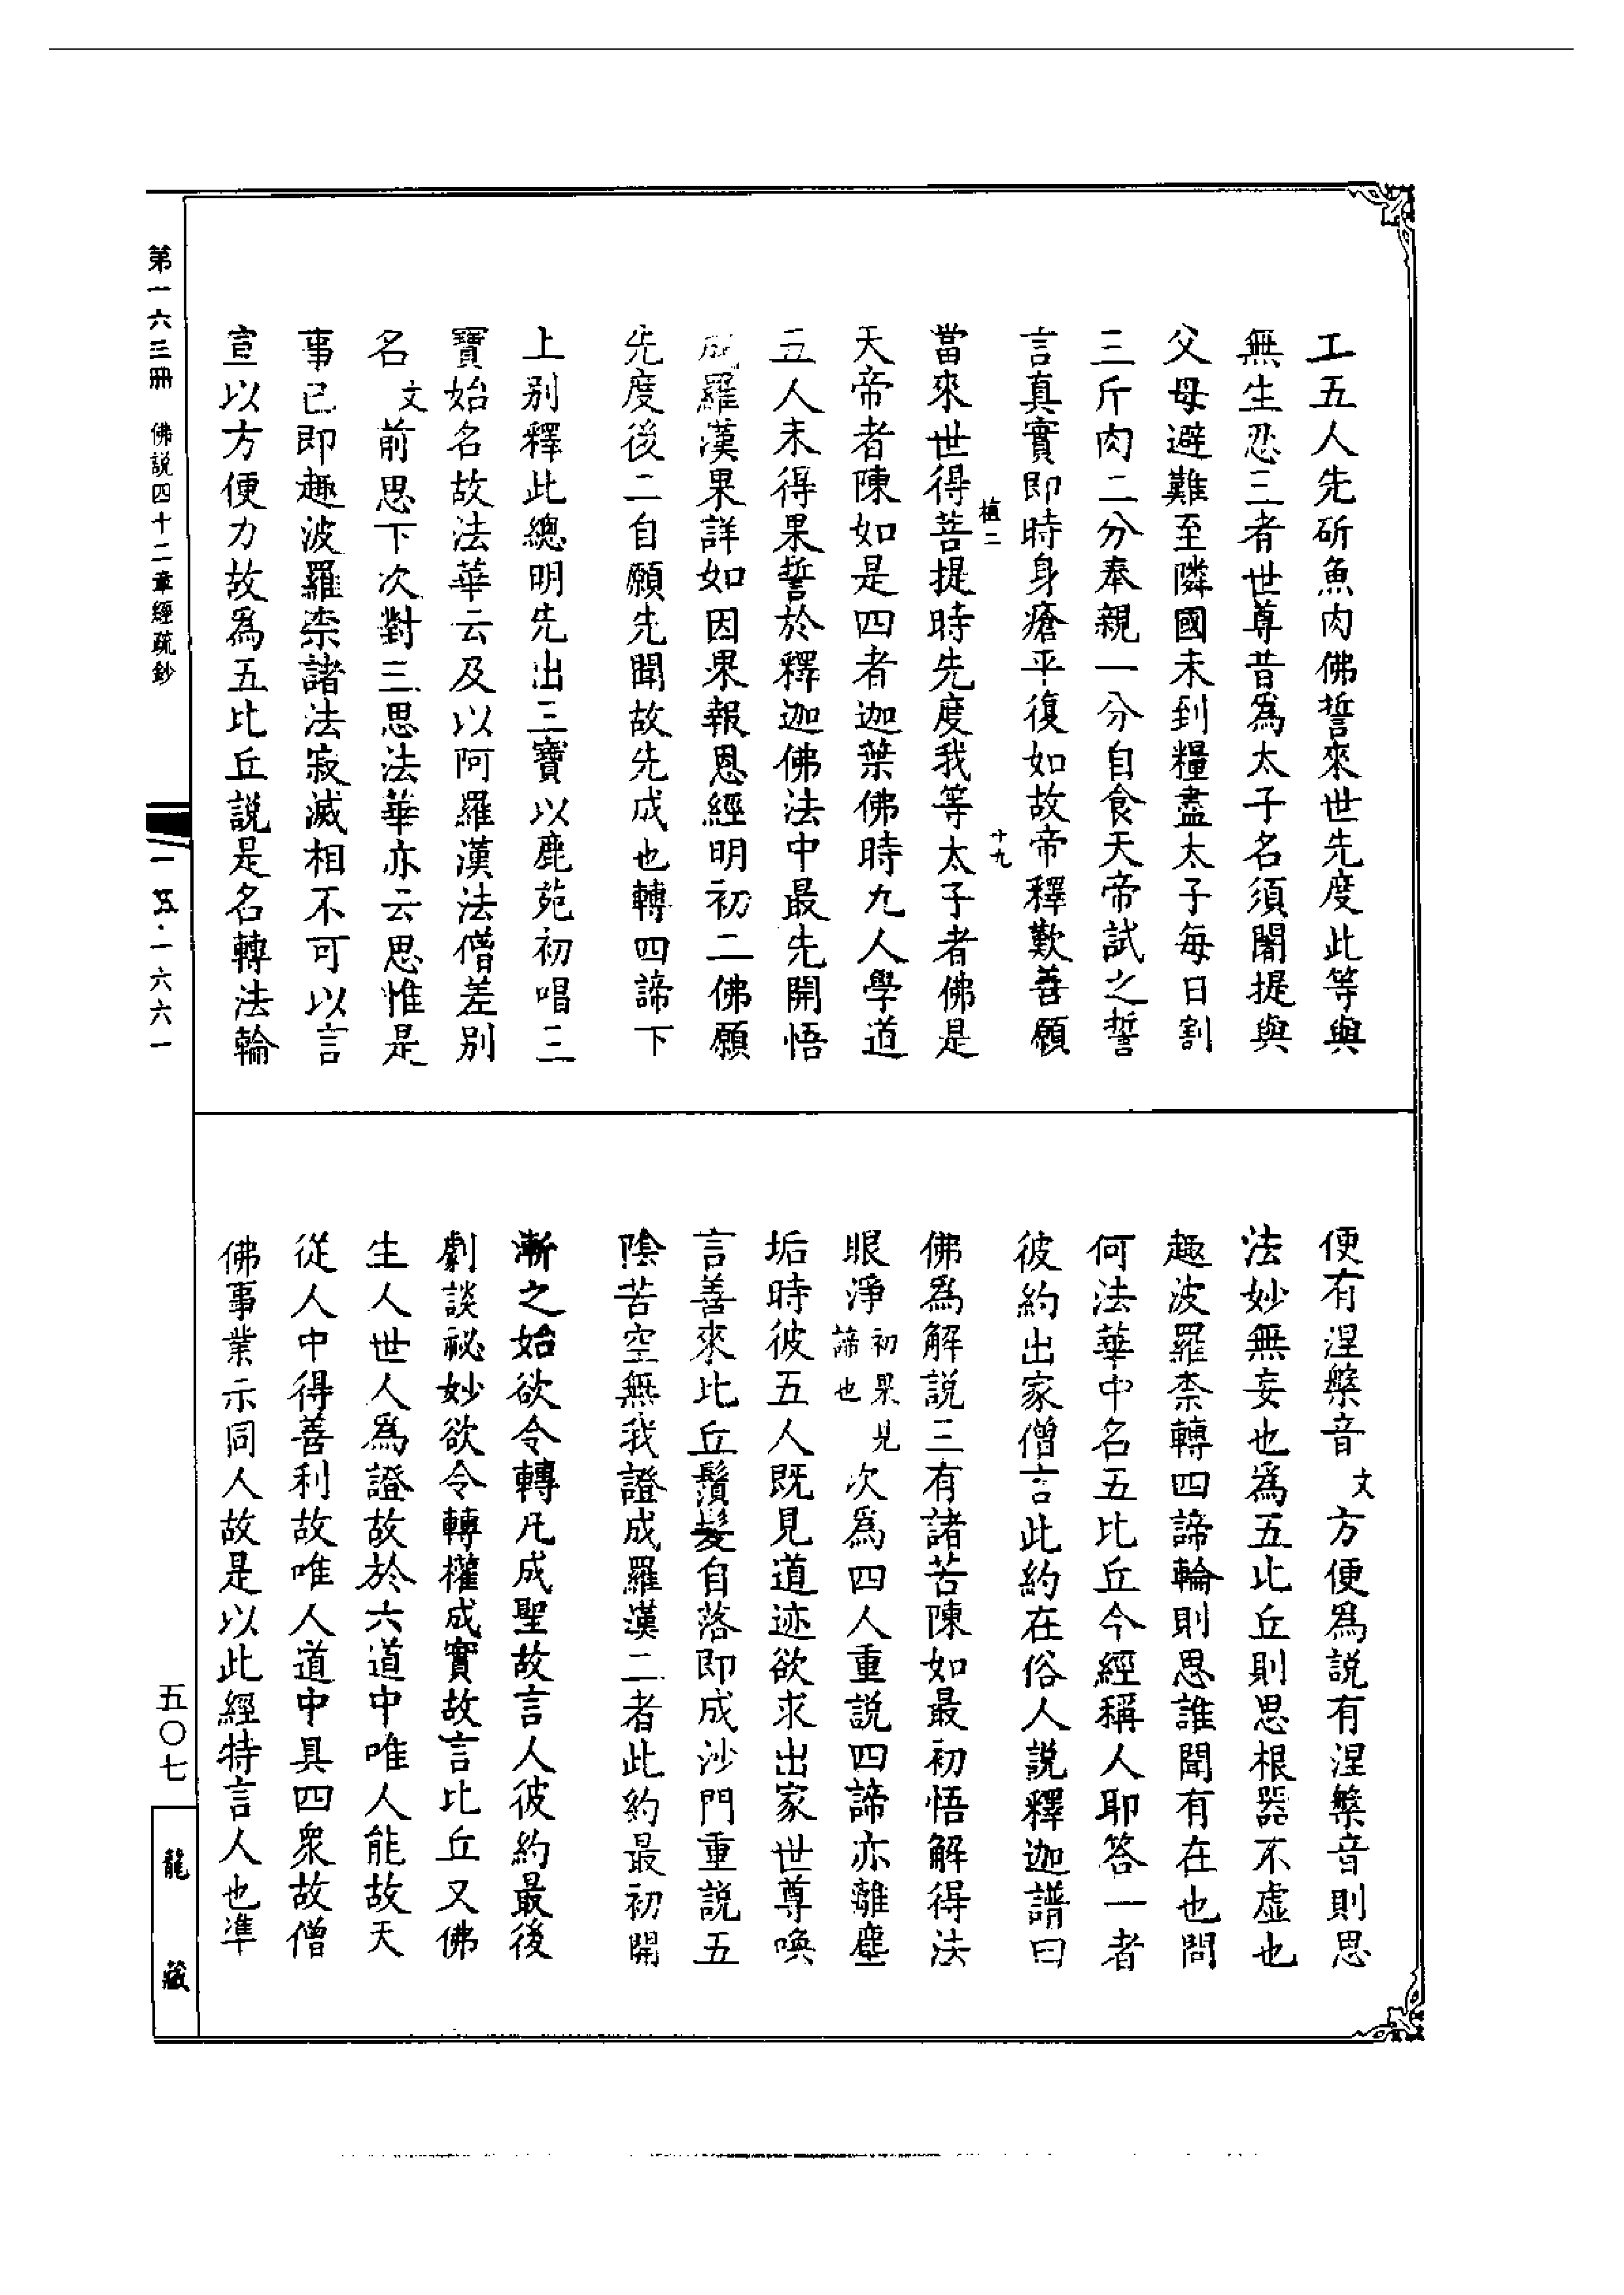 工五人先斫魚肉佛誓來世先度此等與
無生忍三者世尊昔為太子名須闍提與
父母避難至隣國未到糧盡太子每日割
三斤肉二分奉親一分自食天帝試之誓
言真實即時身瘡平復如故帝釋歎善願
植二
十九
當來世得菩提時先度我等太子者佛是
天帝者陳如是四者迦葉佛時九人學道
五人未得果誓於釋迦佛法中最先開悟
成羅漢果詳如因果報恩經明初二佛願
先度後二自願先聞故先成也轉四諦下
上別釋此總明先出三寶以鹿苑初唱三
寶始名故法華云及以阿羅漢法僧差別
名文前思下次對三思法華亦云思惟是
事已即趣波羅柰諸法寂滅相不可以言
宣以方便力故為五比丘說是名轉法輪
便有涅槃音文方便為說有涅槃音則思
法妙無妄也為五比丘則思根器不虛也
趣波羅柰轉四諦輪則思誰聞有在也問
何法華中名五比丘今經稱人耶答一者
彼約出家僧言此約在俗人說釋迦譜曰
佛為解說三有諸苦陳如最初悟解得法
眼淨初果見諦也次為四人重說四諦亦離塵
垢時彼五人既見道迹欲求出家世尊喚
言善來比丘鬚髮自落即成沙門重說五
陰苦空無我證成羅漢二者此約最初開
漸之始欲令轉凡成聖故言人彼約最後
劇談祕妙欲令轉權成實故言比丘又佛
生人世人為證故於六道中唯人能故天
從人中得善利故唯人道中具四衆故僧
佛事業示同人故是以此經特言人也準
第一六三冊 佛說四十二章經疏鈔
一五·一六六一
五〇七
龍藏